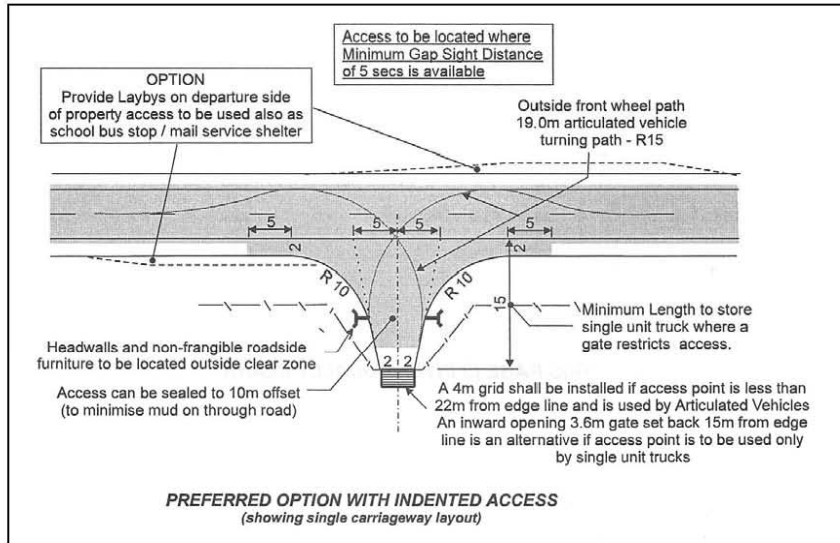 Access to be located where
Minimum Gap Sight Distance
of 5 secs is available
OPTION
Provide Laybys on departure side
of property access to be used also as
school bus stop / mail service shelter
Outside front wheel path
19.0m articulated vehicle
turning path - R15
5
5
5
5
2
2
R 10
R 10
15
Minimum Length to store
single unit truck where a
gate restricts access.
Headwalls and non-frangible roadside
furniture to be located outside clear zone
Access can be sealed to 10m offset
(to minimise mud on through road)
2
2
A 4m grid shall be installed if access point is less than
22m from edge line and is used by Articulated Vehicles
An inward opening 3.6m gate set back 15m from edge
line is an alternative if access point is to be used only
by single unit trucks
PREFERRED OPTION WITH INDENTED ACCESS
(showing single carriageway layout)